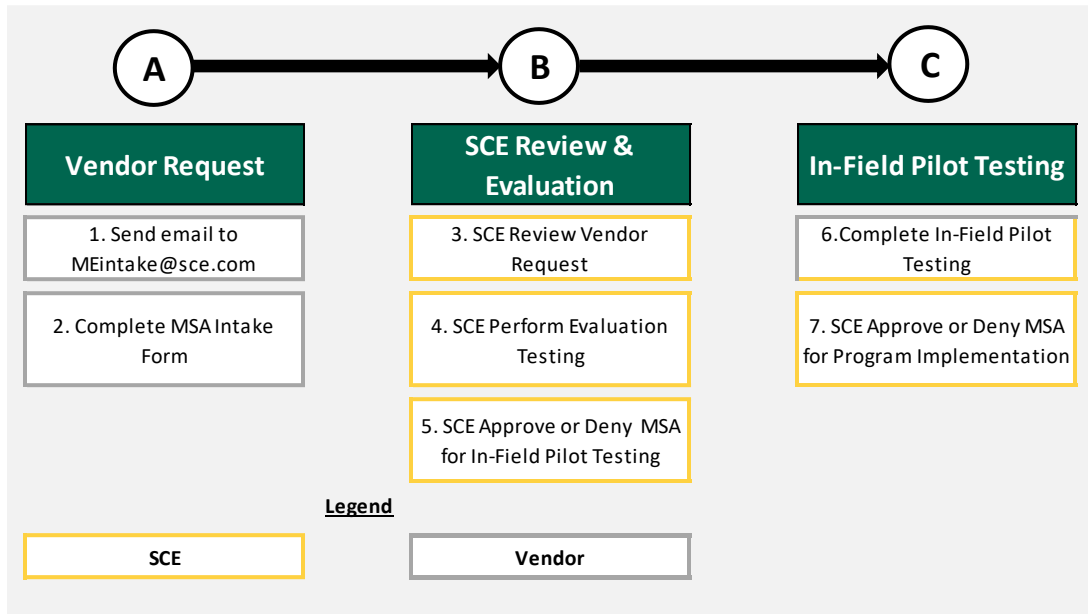 A
B
C
Vendor Request
SCE Review &
Evaluation
In-Field Pilot Testing
1. Send email to
MEintake@sce.com
2. Complete MSA Intake
Form
3. SCE Review Vendor
Request
4. SCE Perform Evaluation
Testing
5. SCE Approve or Deny MSA
for In-Field Pilot Testing
6.Complete In-Field Pilot
Testing
7. SCE Approve or Deny MSA
for Program Implementation
Legend
SCE
Vendor